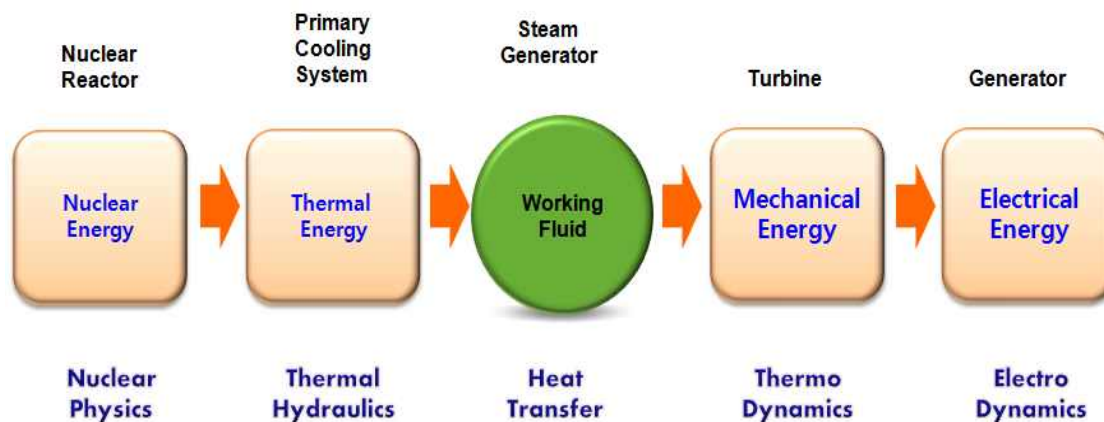 Nuclear
Reactor
Primary
Cooling
System
Steam
Generator
Turbine
Generator
Nuclear
Energy
Thermal
Energy
Working
Fluid
Mechanical
Energy
Electrical
Energy
Nuclear
Physics
Thermal
Hydraulics
Heat
Transfer
Thermo
Dynamics
Electro
Dynamics